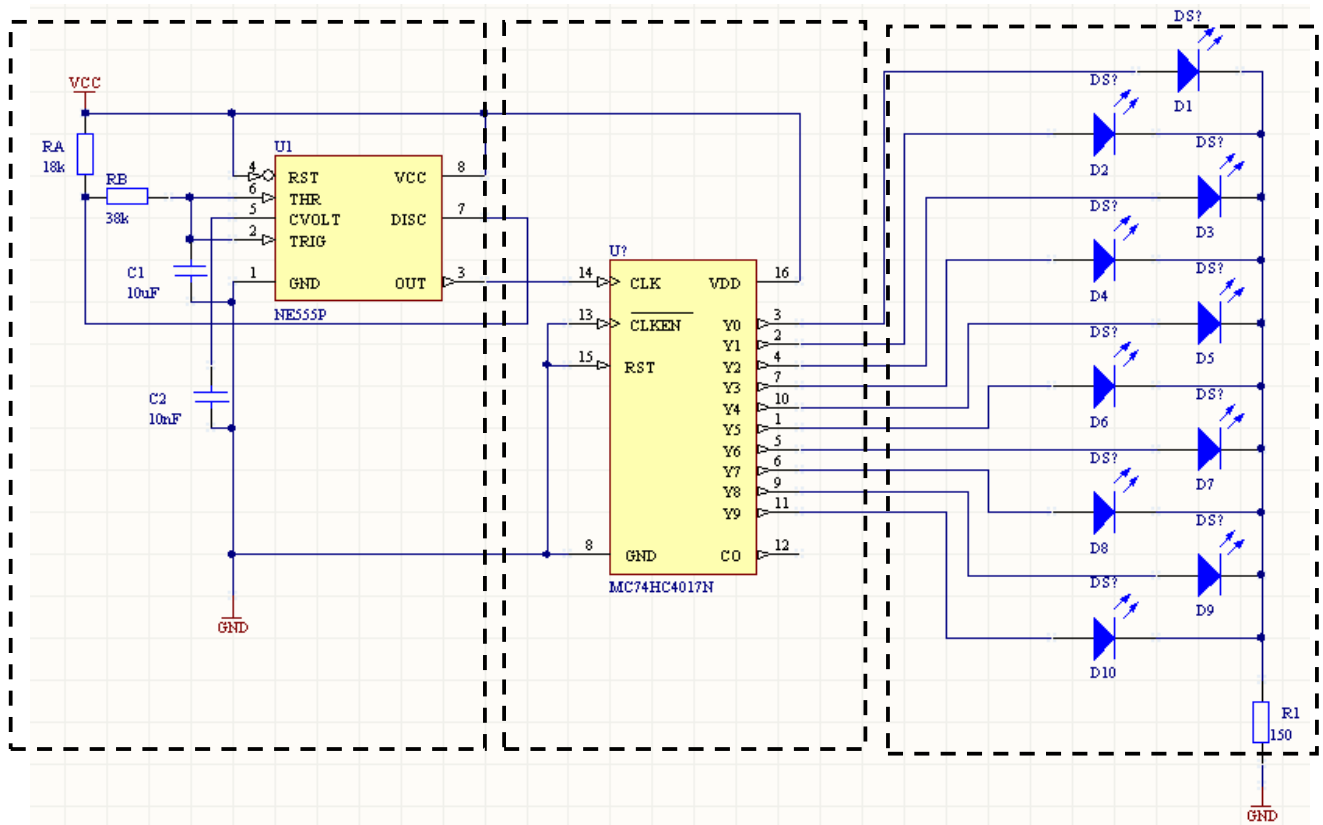 VCC
RA
18k
RB
38k
C1
10uF
C2
10nF
GND
U1
4
RST
VCC
8
6
THR
5
CVOLT
DISC
7
2
TRIG
1
GND
OUT
3
NE555P
U?
14
CLK
VDD
16
13
CLKEN
Y0
3
Y1
2
15
RST
Y2
4
Y3
7
Y4
10
Y5
1
Y6
5
Y7
6
Y8
9
Y9
11
8
GND
CO
12
MC74HC4017N
DS?
D1
DS?
D2
DS?
D3
DS?
D4
DS?
D5
DS?
D6
DS?
D7
DS?
D8
DS?
D9
DS?
D10
R1
150
GND